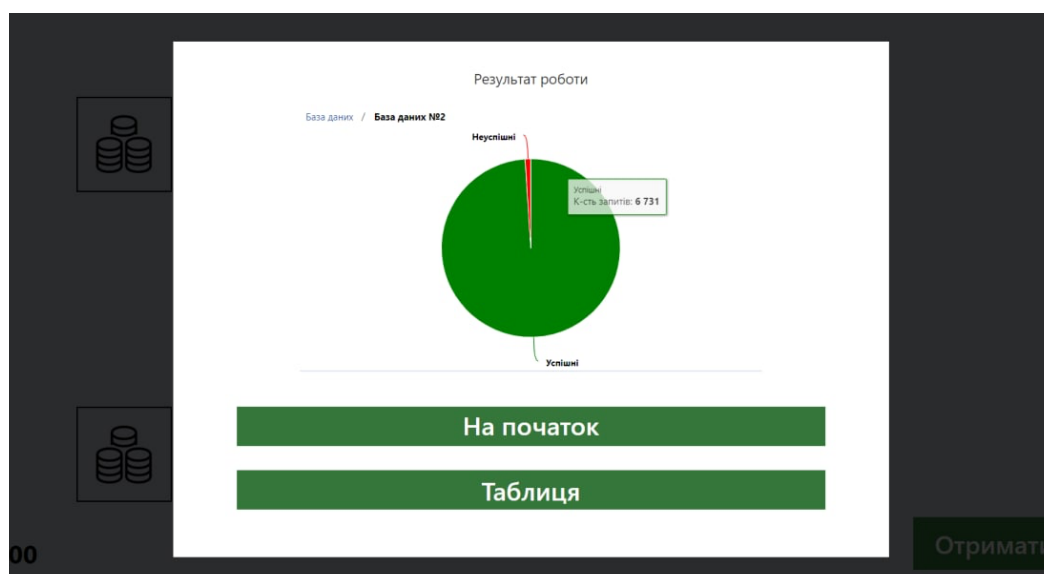 Результат роботи
База даних / База даних №2
Неуспішні
Успішні
К-сть запитів: 6 731
Успішні
На початок
Таблиця
00
Отримати